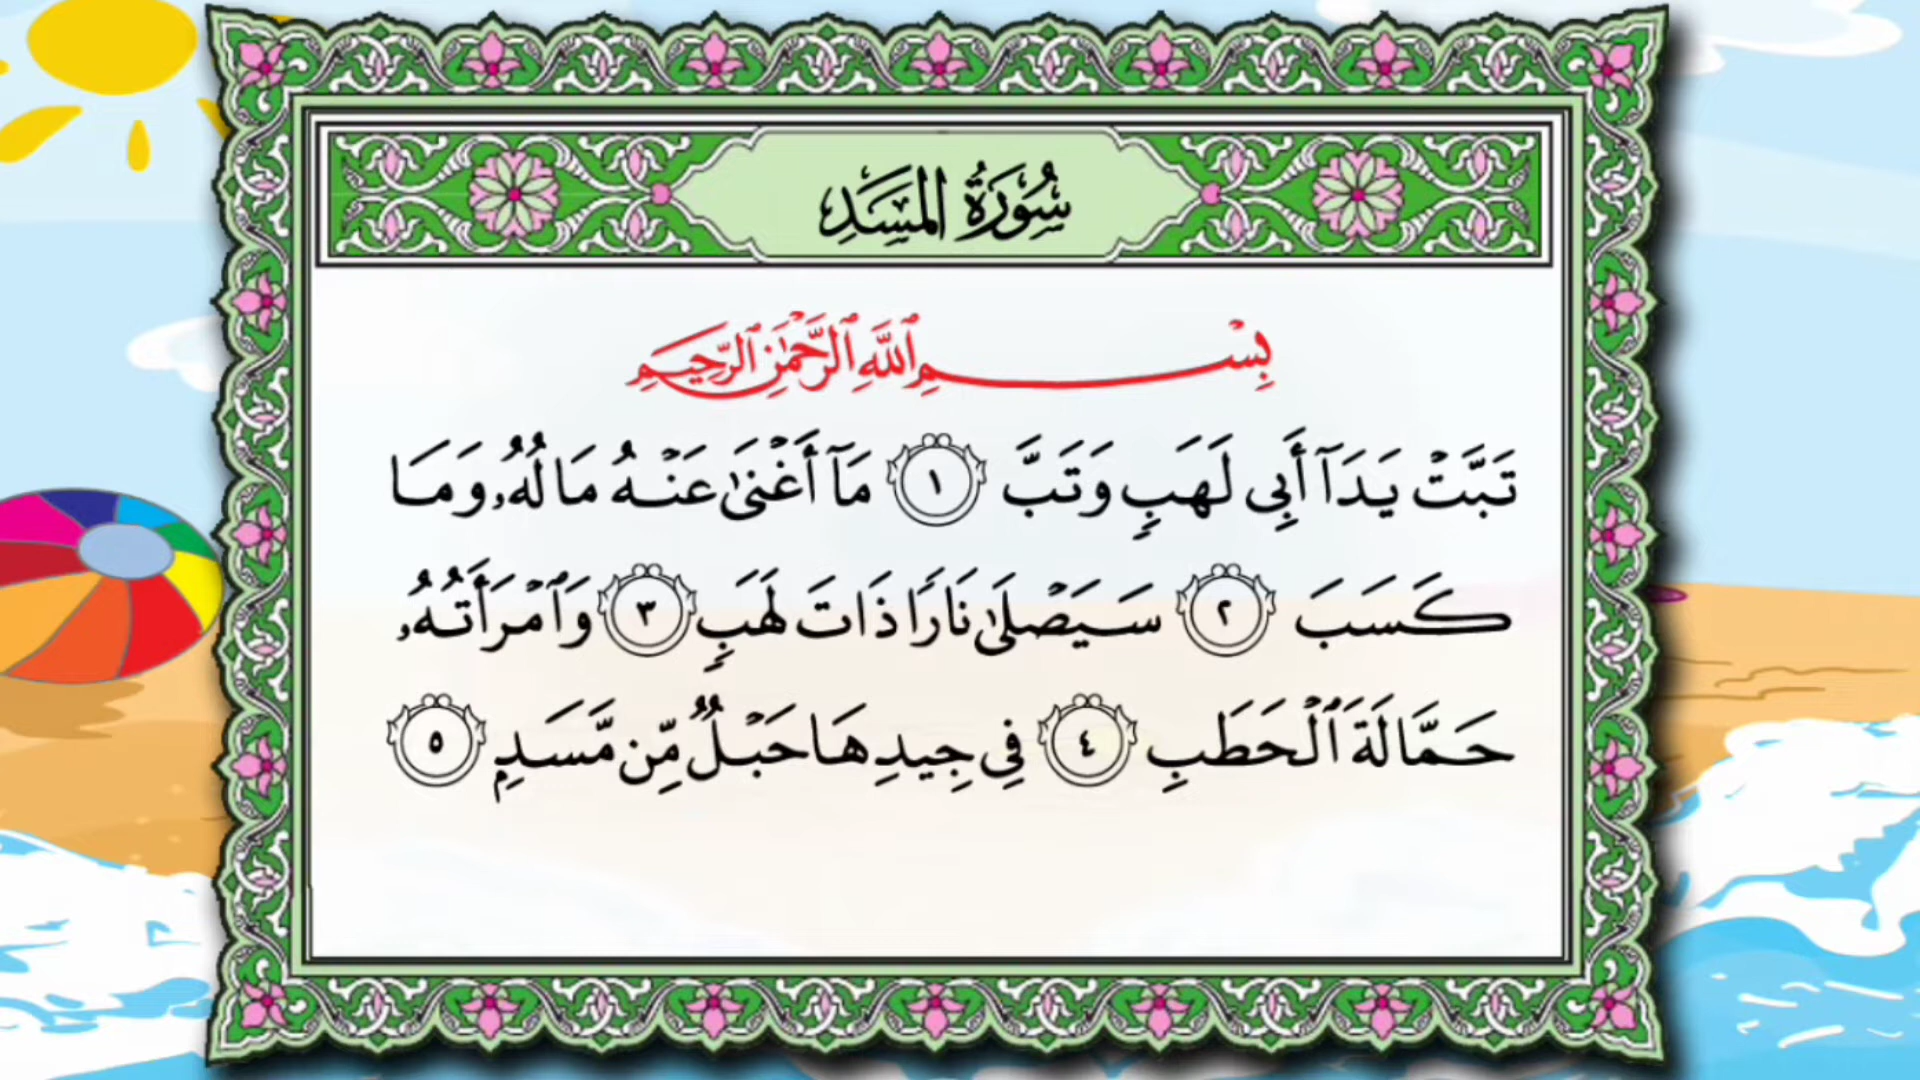 سُورَةُ المَسَدِ
بِسْمِ ٱللَّهِ ٱلرَّحْمَٰنِ ٱلرَّحِيمِ
تَبَّتْ يَدَآ أَبِي لَهَبٍ وَتَبَّ ١ مَآ أَغْنَىٰ عَنْهُ مَالُهُۥ وَمَا
كَسَبَ ٢ سَيَصْلَىٰ نَارًا ذَاتَ لَهَبٍ ٣ وَٱمْرَأَتُهُۥ
حَمَّالَةَ ٱلْحَطَبِ ٤ فِي جِيدِهَا حَبْلٌ مِّن مَّسَدٍ ٥